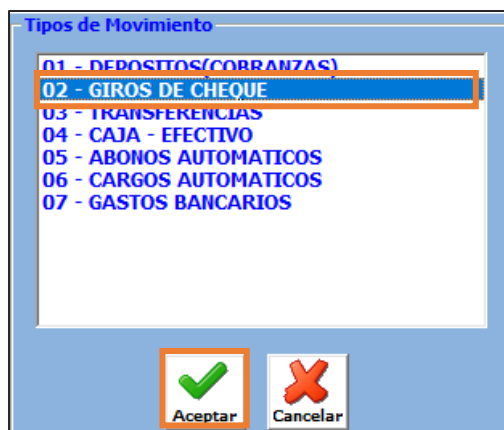 Tipos de Movimiento
01 - DEPOSITOS(COBRANZAS)
02 - GIROS DE CHEQUE
03 - TRANSFERENCIAS
04 - CAJA - EFECTIVO
05 - ABONOS AUTOMATICOS
06 - CARGOS AUTOMATICOS
07 - GASTOS BANCARIOS
Aceptar Cancelar